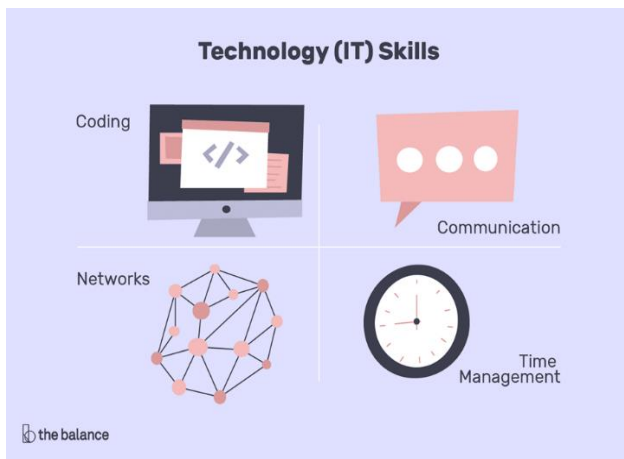 Technology (IT) Skills
Coding
</>
Communication
Networks
Time
Management
the balance